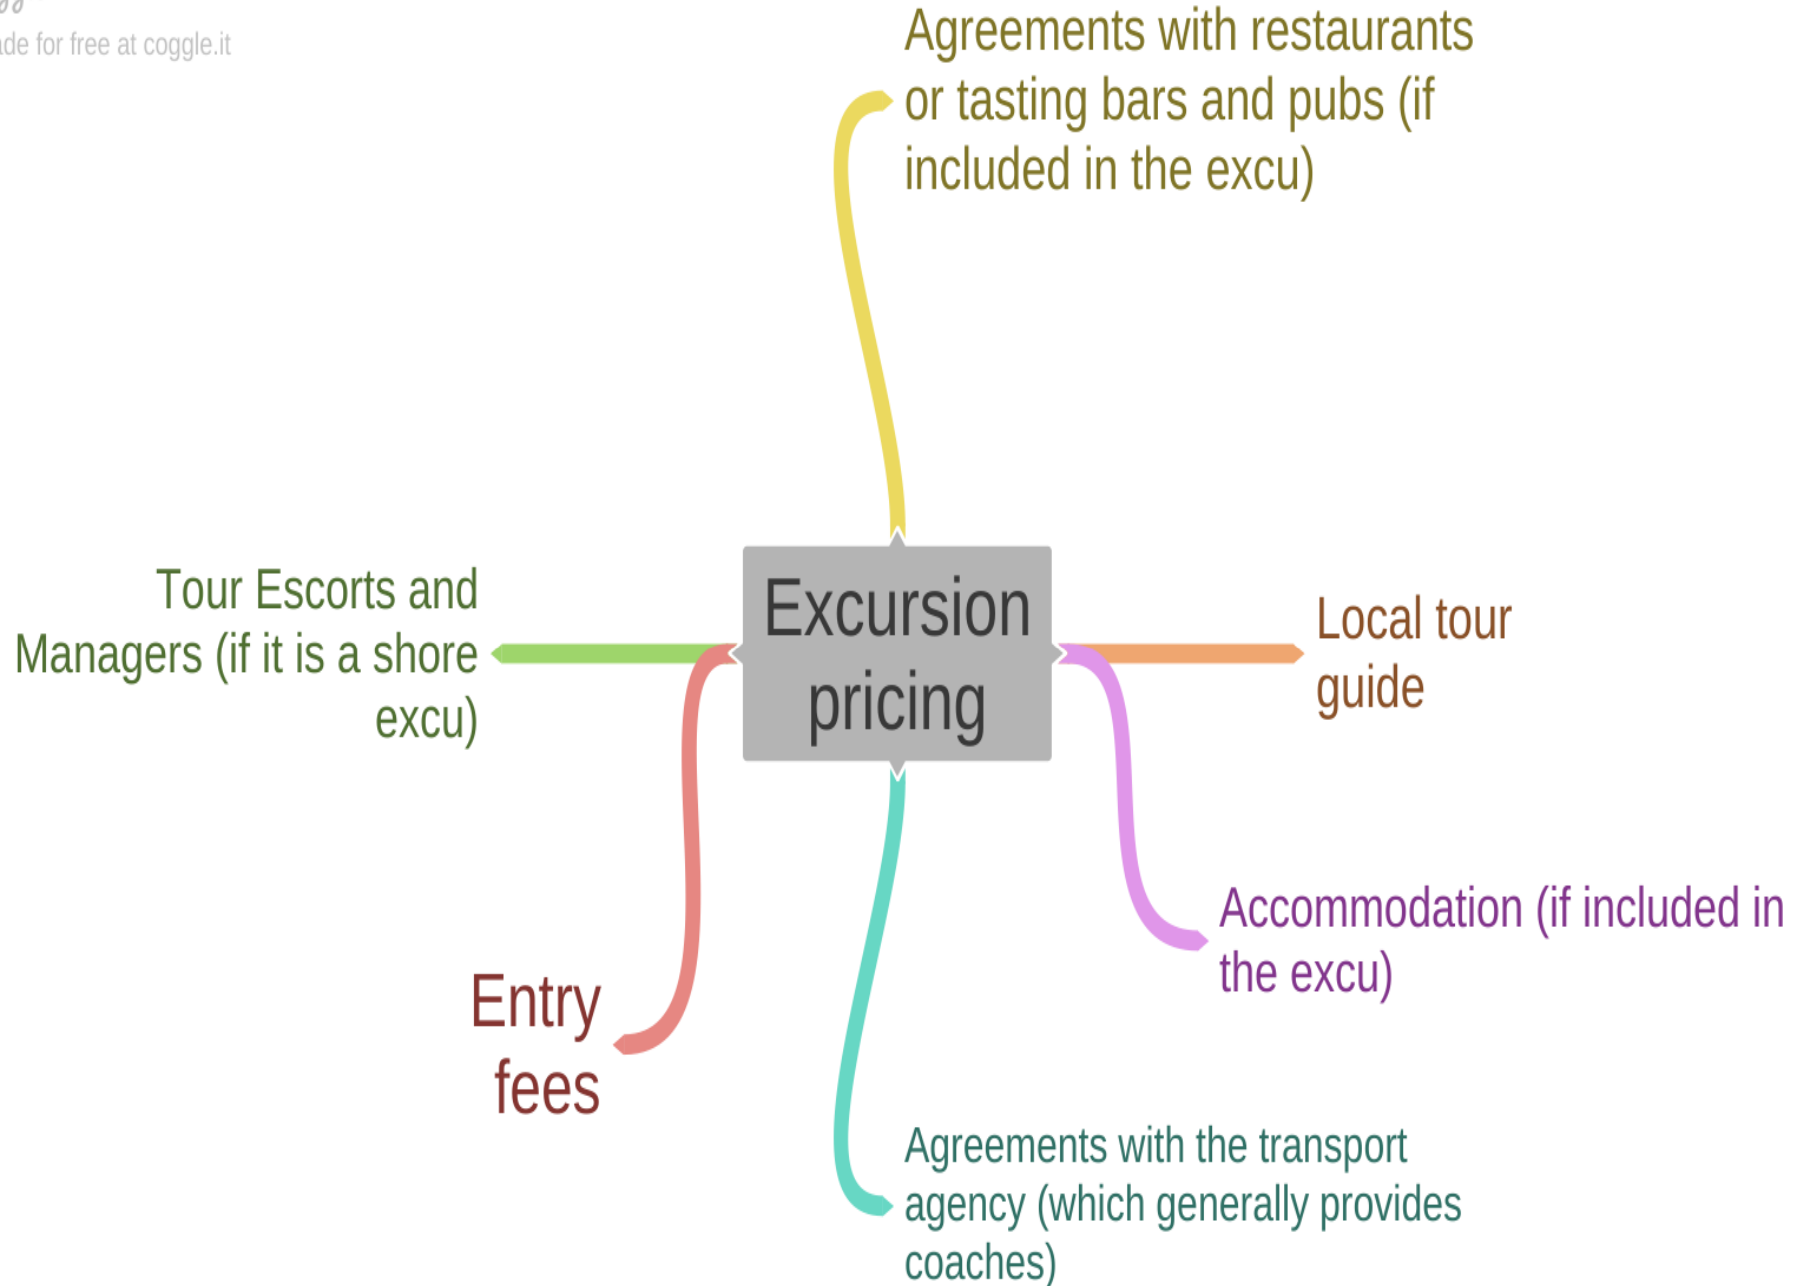 for free at coggle.it
Agreements with restaurants
or tasting bars and pubs (if
included in the excu)
Tour Escorts and
Managers (if it is a shore
excu)
Excursion
pricing
Local tour
guide
Accommodation (if included in
the excu)
Entry
fees
Agreements with the transport
agency (which generally provides
coaches)